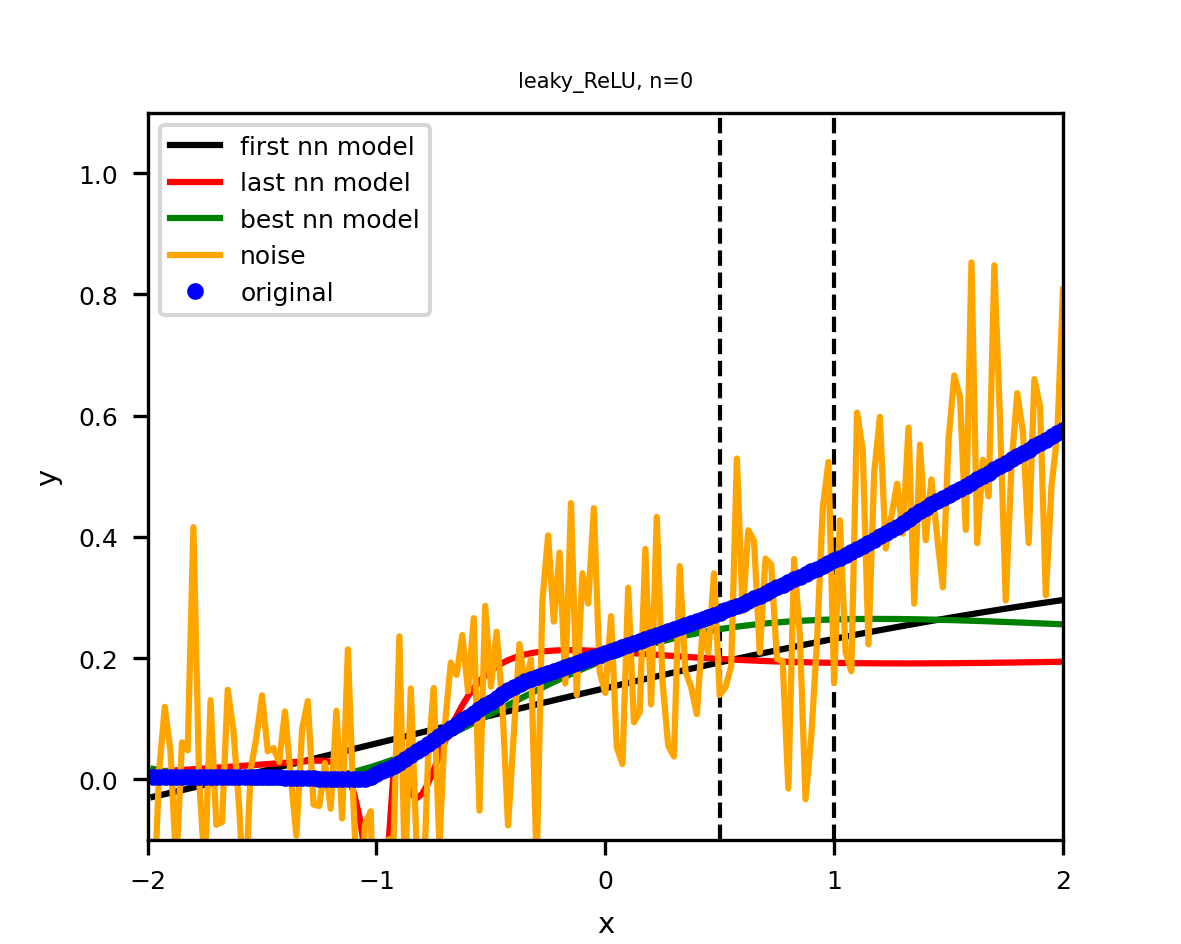 leaky_ReLU, n=0
first nn model
last nn model
best nn model
noise
original
y
1.0
0.8
0.6
0.4
0.2
0.0
−2 −1 0 1 2
x